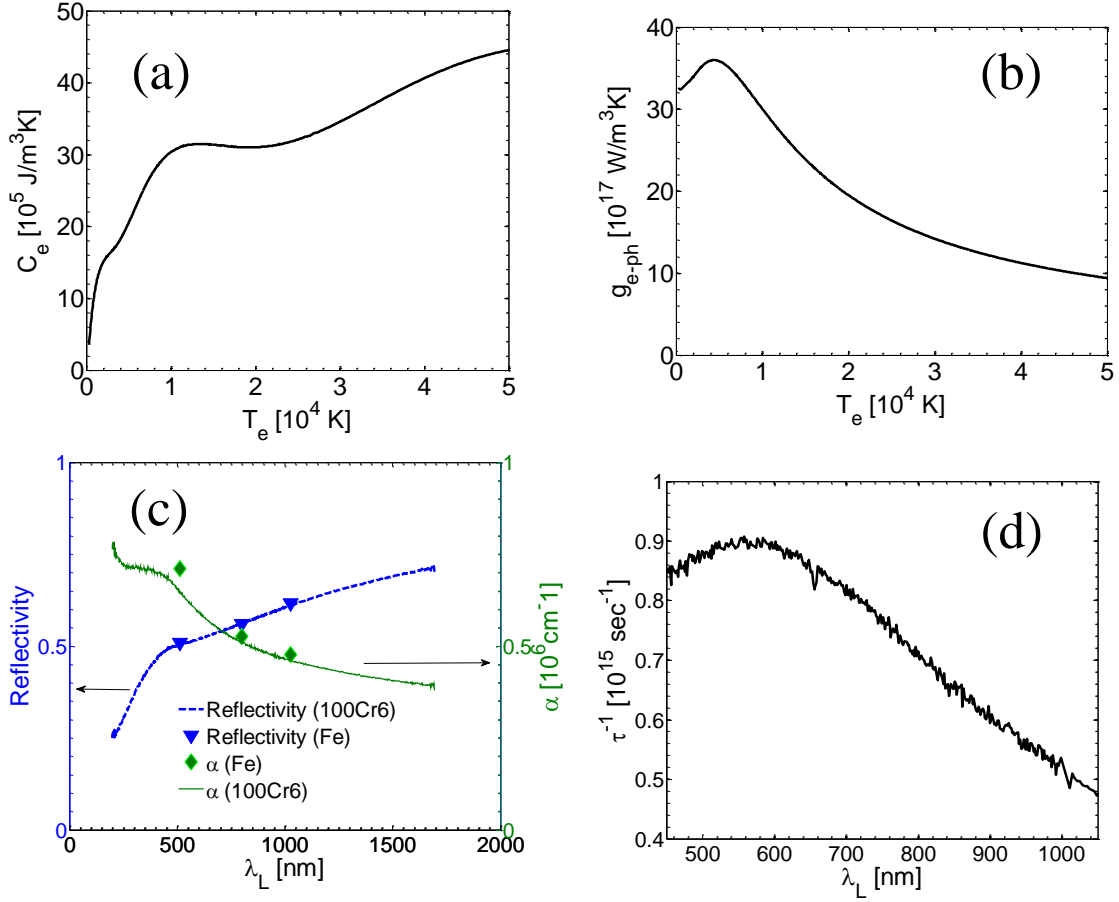 (a)
C_e [10^5 J/m^3K]
50
40
30
20
10
0
0 1 2 3 4 5
T_e [10^4 K]
(b)
g_e-ph [10^17 W/m^3K]
40
30
20
10
0
0 1 2 3 4 5
T_e [10^4 K]
(c)
Reflectivity
1
0.5
0
α [10^6cm^-1]
1
0.5
0
Reflectivity (100Cr6)
Reflectivity (Fe)
α (Fe)
α (100Cr6)
0 500 1000 1500 2000
λ_L [nm]
(d)
τ^-1 [10^15 sec^-1]
1
0.9
0.8
0.7
0.6
0.5
0.4
500 600 700 800 900 1000
λ_L [nm]